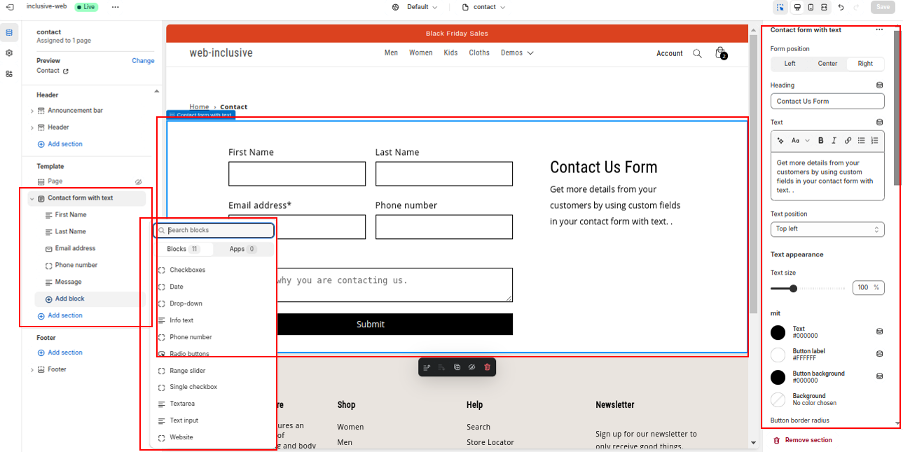 inclusive-web
Live
Default
contact
Save
contact
Assigned to 1 page
Preview
Change
Contact
Header
Announcement bar
Header
Add section
Template
Page
Contact form with text
First Name
Last Name
Email address
Phone number
Message
Add block
Add section
Footer
Add section
Footer
Search blocks
Blocks 11
Apps 0
Checkboxes
Date
Drop-down
Info text
Phone number
Radio buttons
Range slider
Single checkbox
Textarea
Text input
Website
Black Friday Sales
web-inclusive
Men Women Kids Cloths Demos
Account
2
Home › Contact
Contact form with text
First Name
Last Name
Email address*
Phone number
why you are contacting us.
Submit
Contact Us Form
Get more details from your
customers by using custom
fields in your contact form with
text. .
Shop
Women
Men
Help
Search
Store Locator
Newsletter
Sign up for our newsletter to
only receive good things.
Contact form with text
Form position
Left Center Right
Heading
Contact Us Form
Text
Aa B I
Get more details from your
customers by using custom
fields in your contact form with
text. .
Text position
Top left
Text appearance
Text size
100 %
mit
Text
#000000
Button label
#FFFFFF
Button background
#000000
Background
No color chosen
Button border radius
Remove section